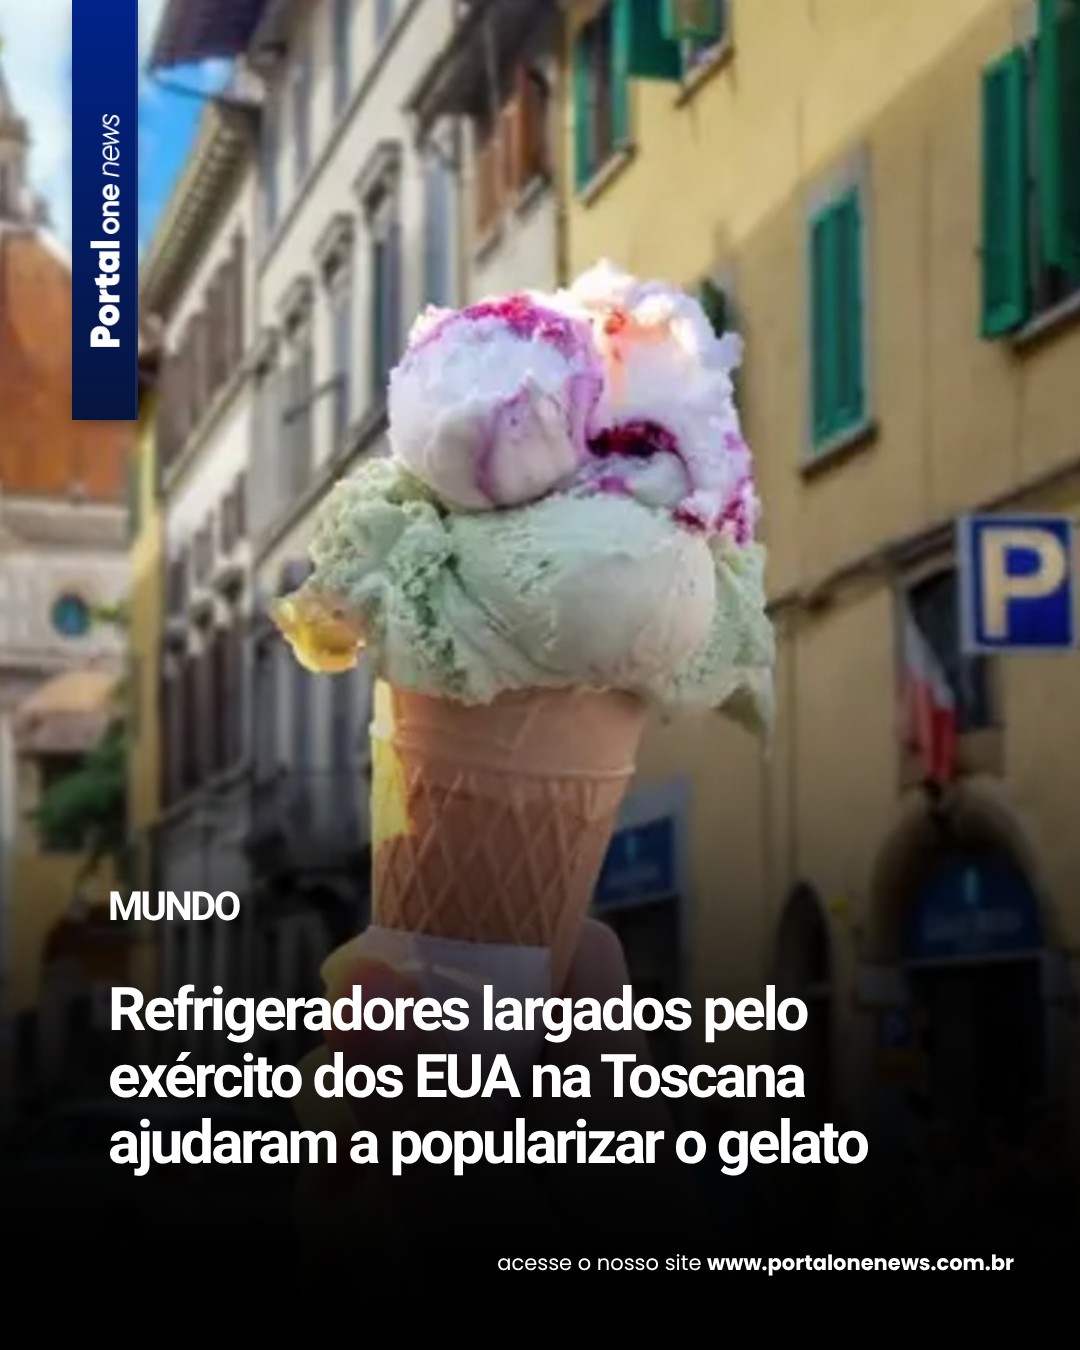 Portal one news
P
MUNDO
Refrigeradores largados pelo
exército dos EUA na Toscana
ajudaram a popularizar o gelato
acesse o nosso site www.portalonenews.com.br